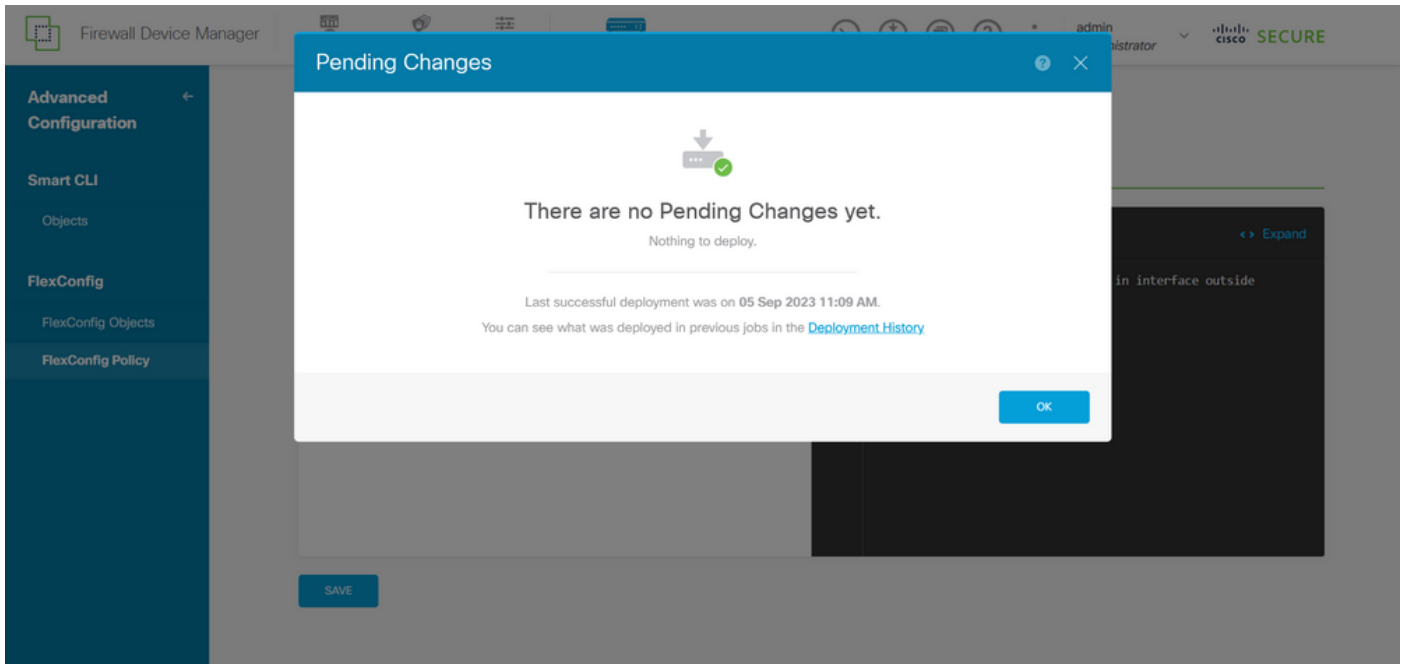 Firewall Device Manager
admin
cisco SECURE
Pending Changes
Advanced
Configuration
Smart CLI
Objects
FlexConfig
FlexConfig Objects
FlexConfig Policy
There are no Pending Changes yet.
Nothing to deploy.
Last successful deployment was on 05 Sep 2023 11:09 AM.
You can see what was deployed in previous jobs in the Deployment History
OK
<> Expand
in interface outside
SAVE